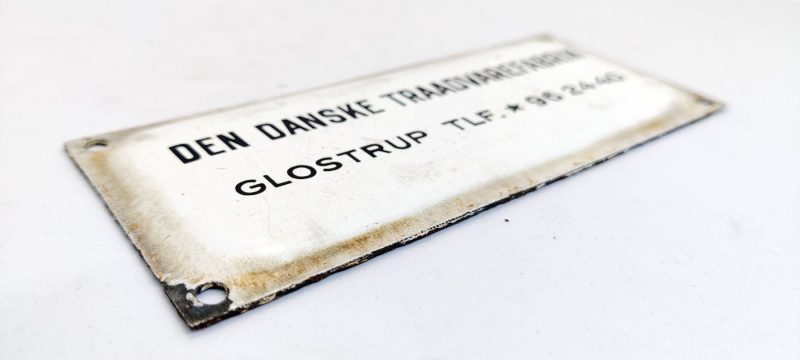 DEN DANSKE TRAADVAREFABRIK
GLOSTRUP TLF. ★ 96 24 40